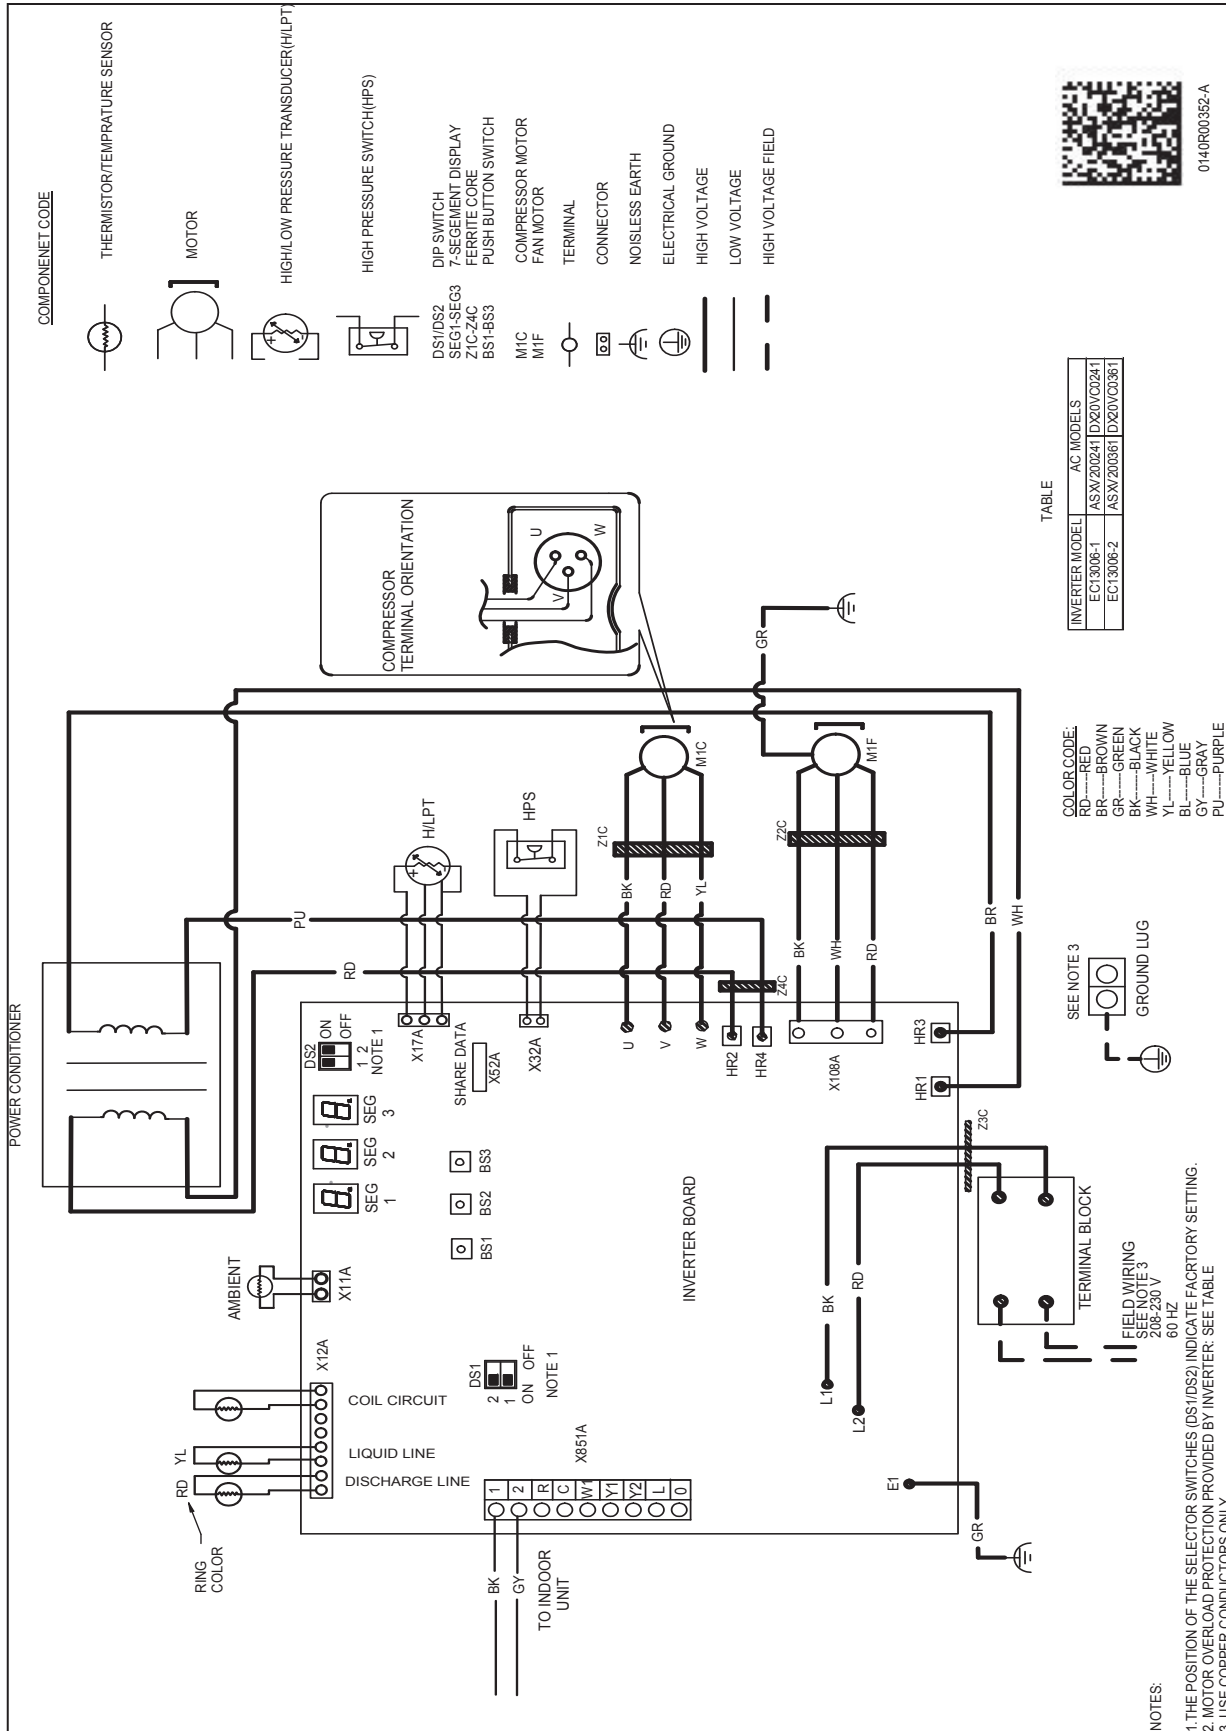 COMPONENET CODE
THERMISTOR/TEMPRATURE SENSOR
MOTOR
HIGH/LOW PRESSURE TRANSDUCER(H/LPT)
HIGH PRESSURE SWITCH(HPS)
DS1/DS2 DIP SWITCH
SEG1-SEG3 7-SEGEMENT DISPLAY
Z1C-Z4C FERRITE CORE
BS1-BS3 PUSH BUTTON SWITCH
M1C COMPRESSOR MOTOR
M1F FAN MOTOR
TERMINAL
CONNECTOR
NOISLESS EARTH
ELECTRICAL GROUND
HIGH VOLTAGE
LOW VOLTAGE
HIGH VOLTAGE FIELD
0140R00352-A
TABLE
INVERTER MODEL AC MODELS
EC13006-1 ASXV200241 DX20VC0241
EC13006-2 ASXV200361 DX20VC0361
COMPRESSOR
TERMINAL ORIENTATION
U
V
W
POWER CONDITIONER
PU
RD
H/LPT
HPS
Z1C
BK
RD
YL
M1C
GR
Z2C
BK
WH
RD
M1F
Z4C
BR
WH
DS2
ON
OFF
1 2
NOTE 1
X17A
SHARE DATA
X52A
X32A
U
V
W
HR2
HR4
X108A
HR3
HR1
SEG
1
SEG
2
SEG
3
BS1
BS2
BS3
INVERTER BOARD
AMBIENT
X11A
X12A
COIL CIRCUIT
LIQUID LINE
DISCHARGE LINE
YL
RD
RING
COLOR
DS1
2
1
ON OFF
NOTE 1
X851A
1
2
R
C
W1
Y1
Y2
L
0
BK
GY
TO INDOOR
UNIT
BK
RD
L1
L2
E1
GR
Z3C
TERMINAL BLOCK
FIELD WIRING
SEE NOTE 3
208-230 V
60 HZ
SEE NOTE 3
GROUND LUG
COLOR CODE:
RD-----RED
BR-----BROWN
GR-----GREEN
BK-----BLACK
WH-----WHITE
YL-----YELLOW
BL-----BLUE
GY-----GRAY
PU-----PURPLE
NOTES:
1.THE POSITION OF THE SELECTOR SWITCHES (DS1/DS2) INDICATE FACRTORY SETTING.
2. MOTOR OVERLOAD PROTECTION PROVIDED BY INVERTER: SEE TABLE
3. USE COPPER CONDUCTORS ONLY